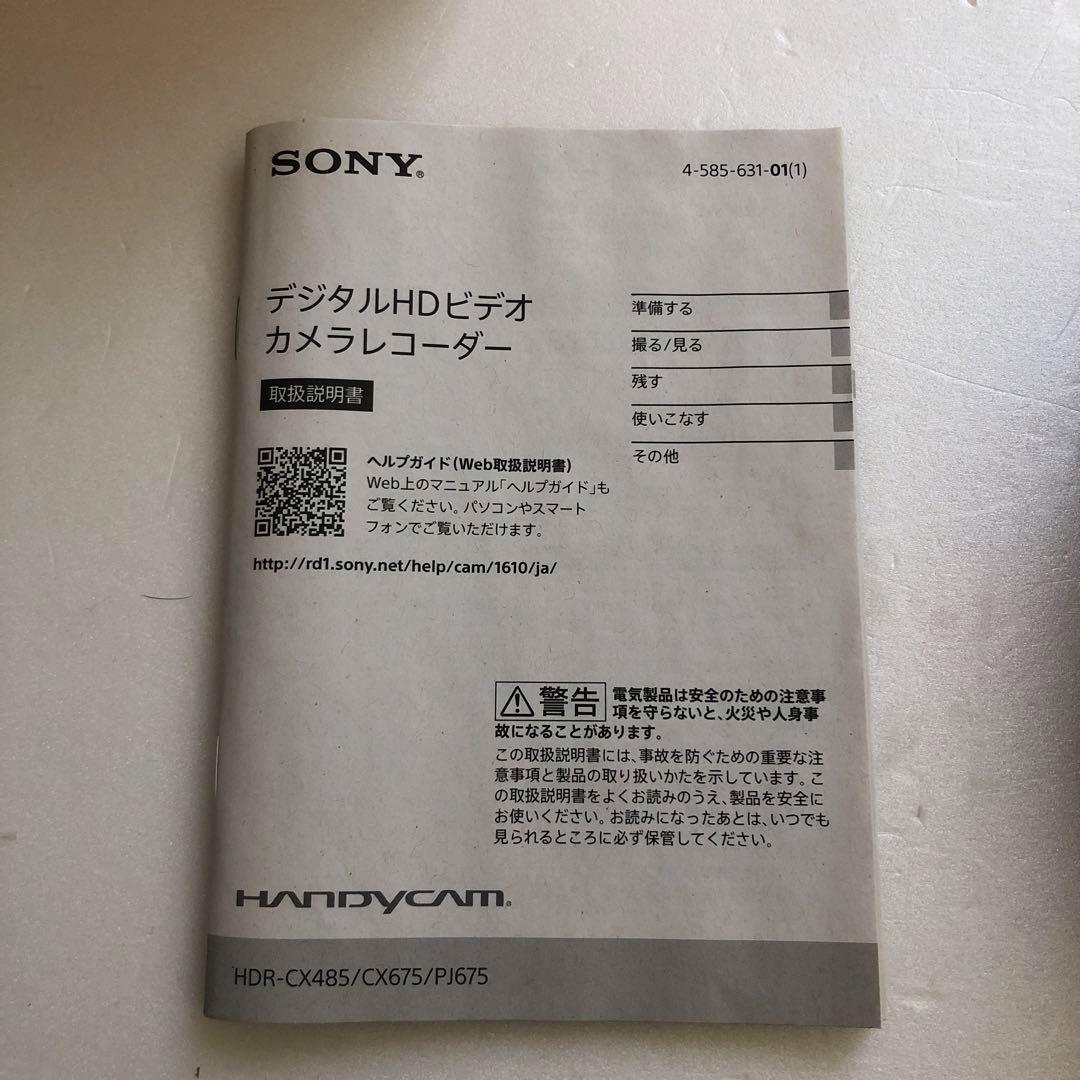 SONY®
4-585-631-01(1)
デジタルHDビデオ
カメラレコーダー
取扱説明書
準備する
撮る/見る
残す
使いこなす
その他
ヘルプガイド(Web取扱説明書)
Web上のマニュアル「ヘルプガイド」も
ご覧ください。パソコンやスマート
フォンでご覧いただけます。
http://rd1.sony.net/help/cam/1610/ja/
警告
電気製品は安全のための注意事
項を守らないと、火災や人身事
故になることがあります。
この取扱説明書には、事故を防ぐための重要な注
意事項と製品の取り扱いかたを示しています。こ
の取扱説明書をよくお読みのうえ、製品を安全に
お使いください。お読みになったあとは、いつでも
見られるところに必ず保管してください。
HANDYCAM®
HDR-CX485/CX675/PJ675